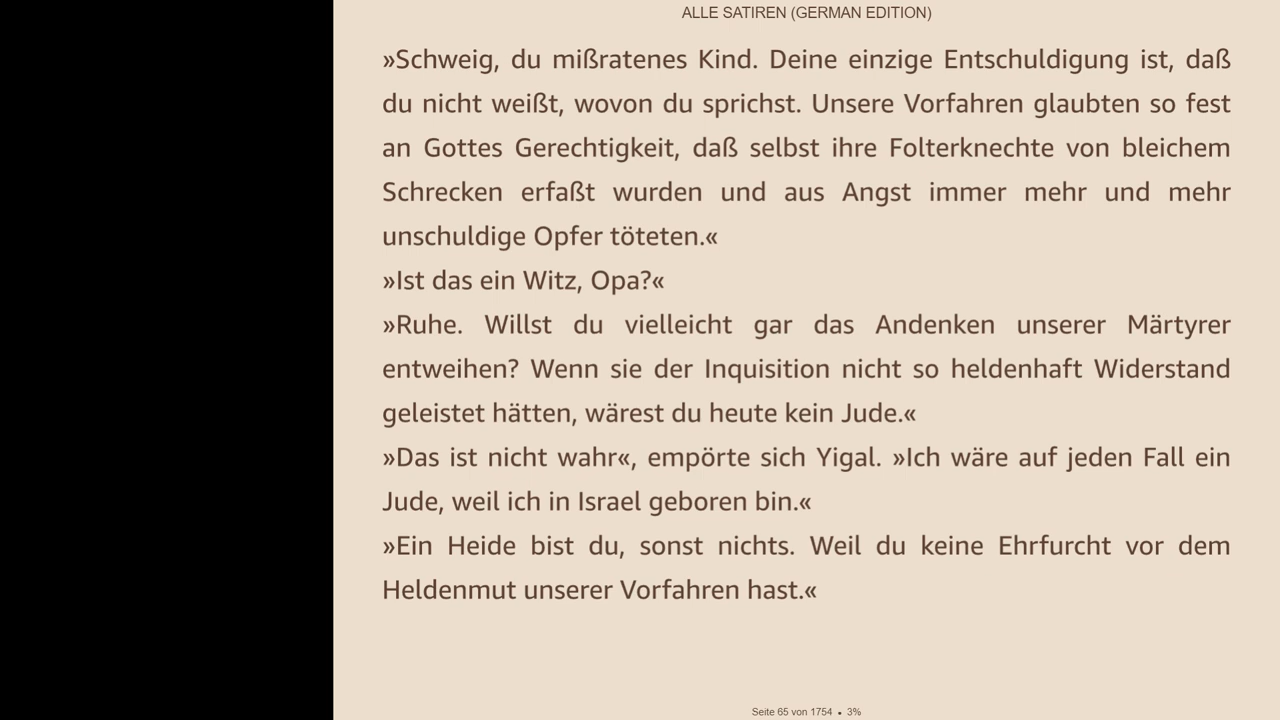 ALLE SATIREN (GERMAN EDITION)
»Schweig, du mißratenes Kind. Deine einzige Entschuldigung ist, daß
du nicht weißt, wovon du sprichst. Unsere Vorfahren glaubten so fest
an Gottes Gerechtigkeit, daß selbst ihre Folterknechte von bleichem
Schrecken erfaßt wurden und aus Angst immer mehr und mehr
unschuldige Opfer töteten.«
»Ist das ein Witz, Opa?«
»Ruhe. Willst du vielleicht gar das Andenken unserer Märtyrer
entweihen? Wenn sie der Inquisition nicht so heldenhaft Widerstand
geleistet hätten, wärest du heute kein Jude.«
»Das ist nicht wahr«, empörte sich Yigal. »Ich wäre auf jeden Fall ein
Jude, weil ich in Israel geboren bin.«
»Ein Heide bist du, sonst nichts. Weil du keine Ehrfurcht vor dem
Heldenmut unserer Vorfahren hast.«
Seite 65 von 1754 • 3%